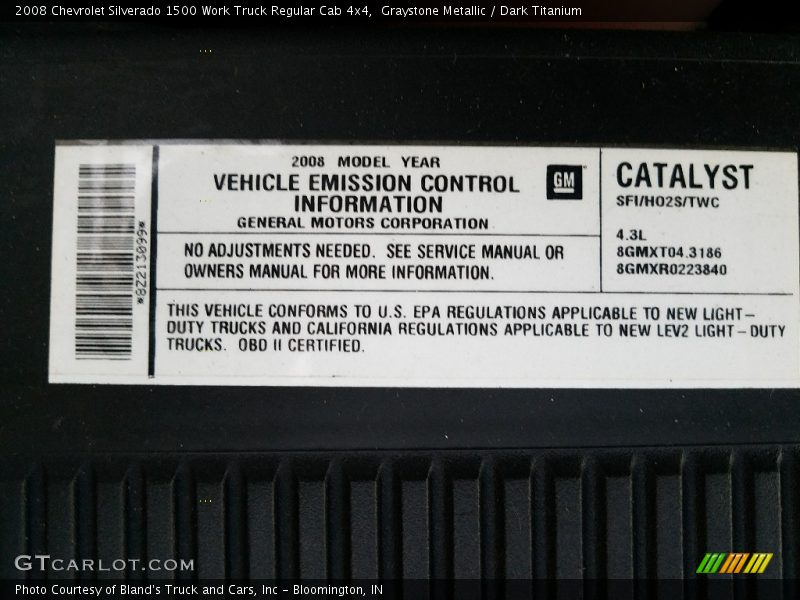 2008 Chevrolet Silverado 1500 Work Truck Regular Cab 4x4,  Graystone Metallic / Dark Titanium
*8Z213099*
2008 MODEL YEAR
VEHICLE EMISSION CONTROL
INFORMATION
GENERAL MOTORS CORPORATION
GM
NO ADJUSTMENTS NEEDED. SEE SERVICE MANUAL OR
OWNERS MANUAL FOR MORE INFORMATION.
CATALYST
SFI/HO2S/TWC
4.3L
8GMXT04.3186
8GMXR0223840
THIS VEHICLE CONFORMS TO U.S. EPA REGULATIONS APPLICABLE TO NEW LIGHT-
DUTY TRUCKS AND CALIFORNIA REGULATIONS APPLICABLE TO NEW LEV2 LIGHT-DUTY
TRUCKS. OBD II CERTIFIED.
GTCARLOT.COM
Photo Courtesy of Bland's Truck and Cars, Inc - Bloomington, IN